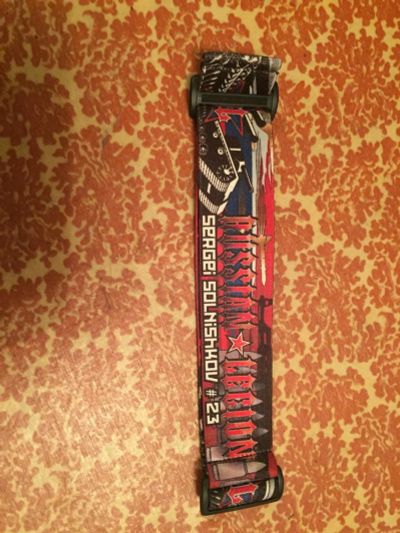 RUSSIAN ★ LEGION
SERGEi SOLNiShKOV #23